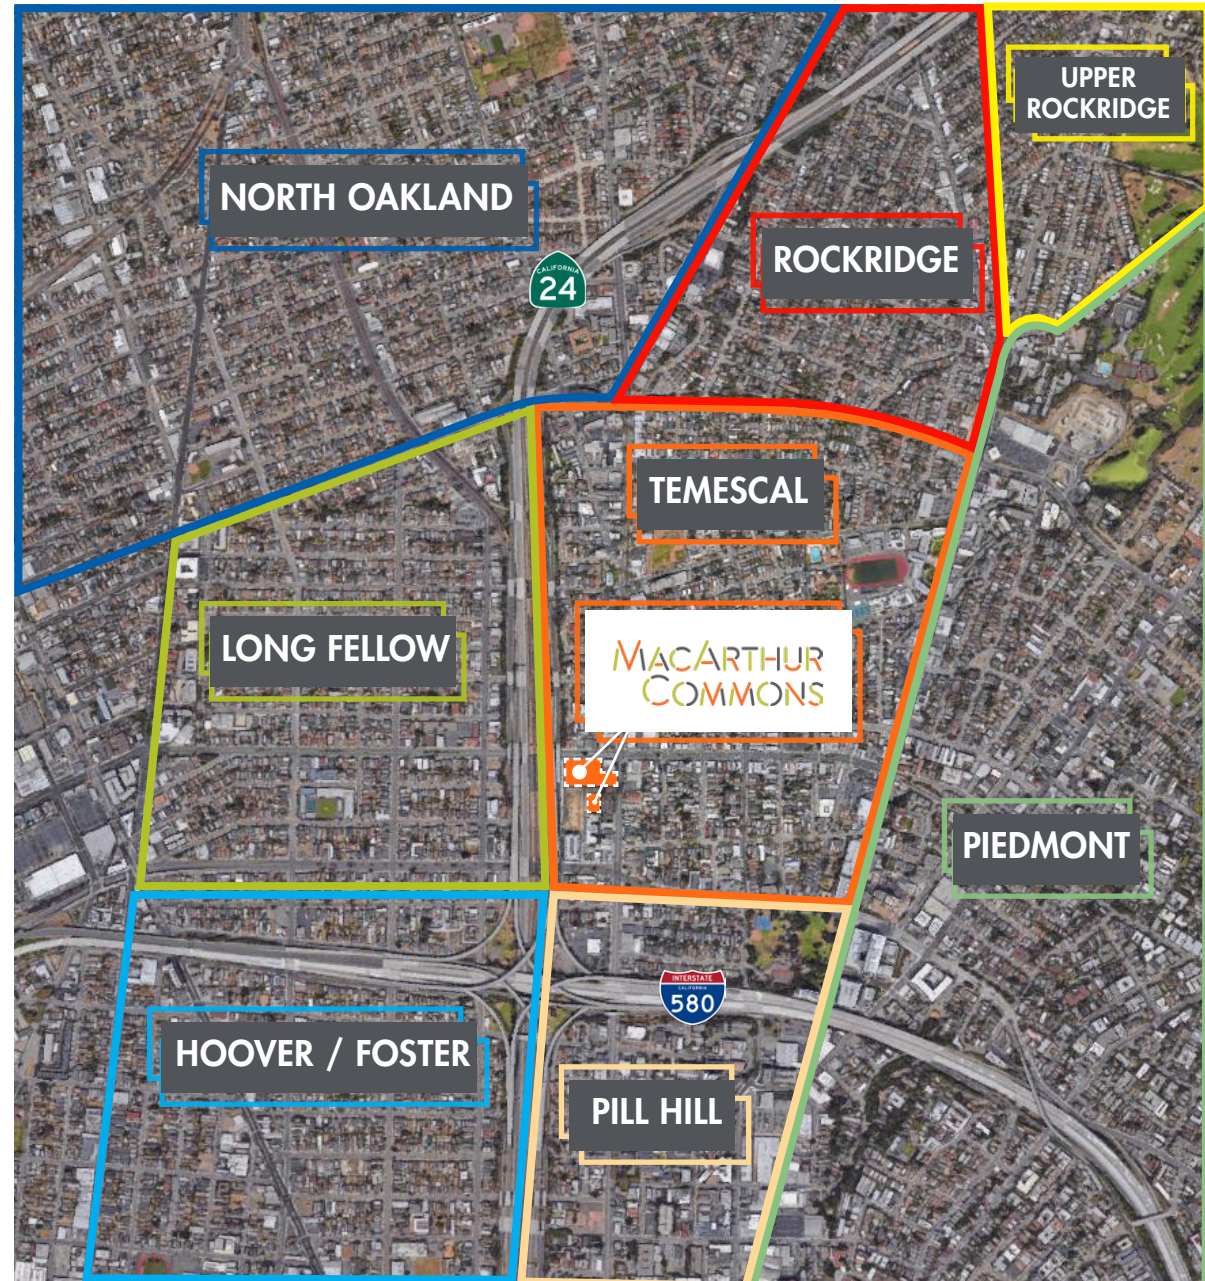 UPPER
ROCKRIDGE
NORTH OAKLAND
ROCKRIDGE
CALIFORNIA
24
TEMESCAL
LONG FELLOW
MACARTHUR
COMMONS
PIEDMONT
INTERSTATE
CALIFORNIA
580
HOOVER / FOSTER
PILL HILL